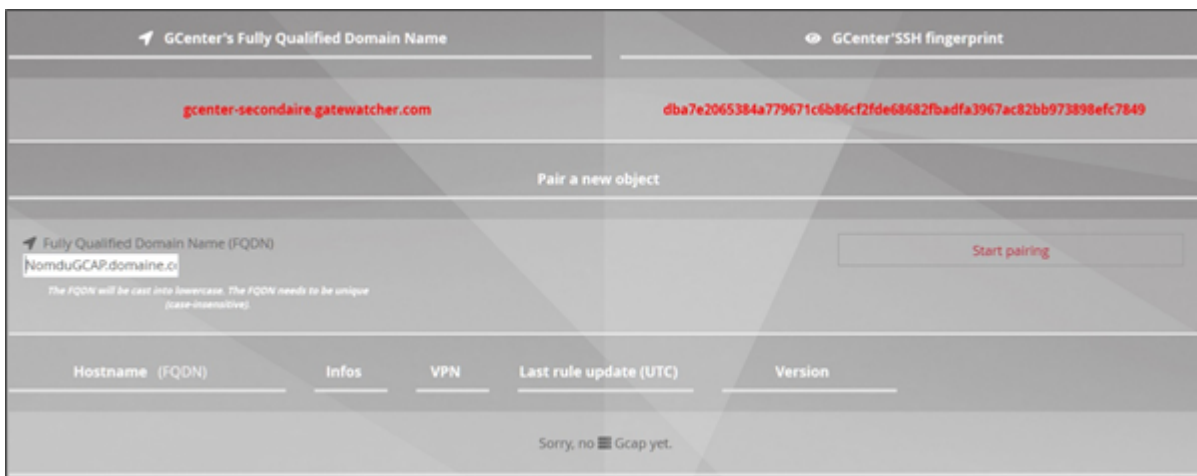 GCenter's Fully Qualified Domain Name
GCenter'SSH fingerprint
gcenter-secondaire.gatewatcher.com
dba7e2065384a779671c6b86cf2fde68682fbadfa3967ac82bb973898efc7849
Pair a new object
Fully Qualified Domain Name (FQDN)
NomduGCAP.domaine.c
Start pairing
The FQDN will be cast into lowercase. The FQDN needs to be unique
(case-insensitive).
Hostname (FQDN) Infos VPN Last rule update (UTC) Version
Sorry, no Gcap yet.